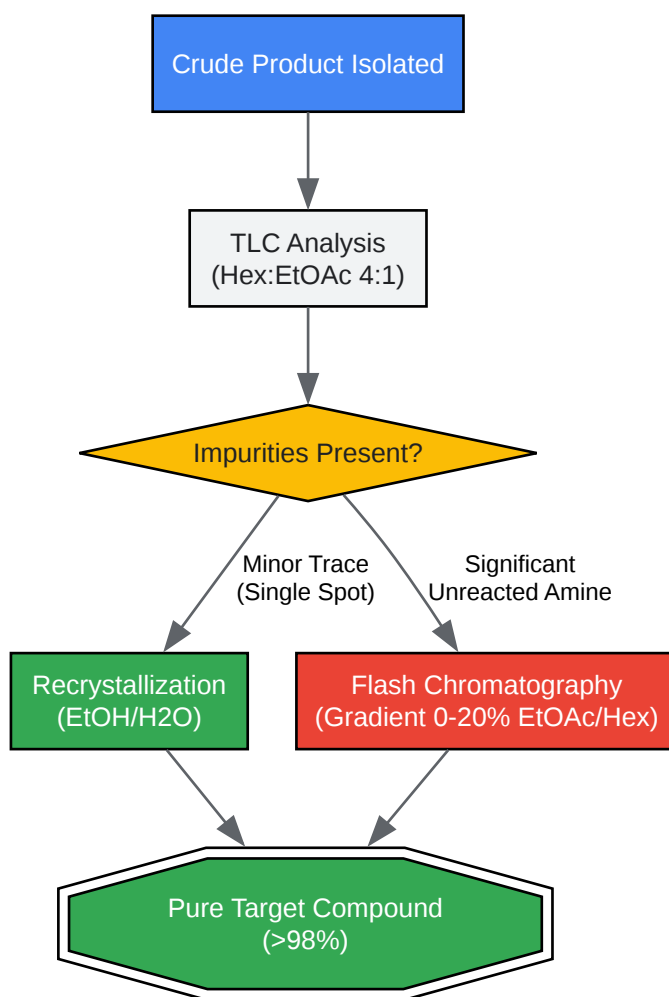 Crude Product Isolated
TLC Analysis
(Hex:EtOAc 4:1)
Impurities Present?
Minor Trace
(Single Spot)
Significant
Unreacted Amine
Recrystallization
(EtOH/H2O)
Flash Chromatography
(Gradient 0-20% EtOAc/Hex)
Pure Target Compound
(>98%)